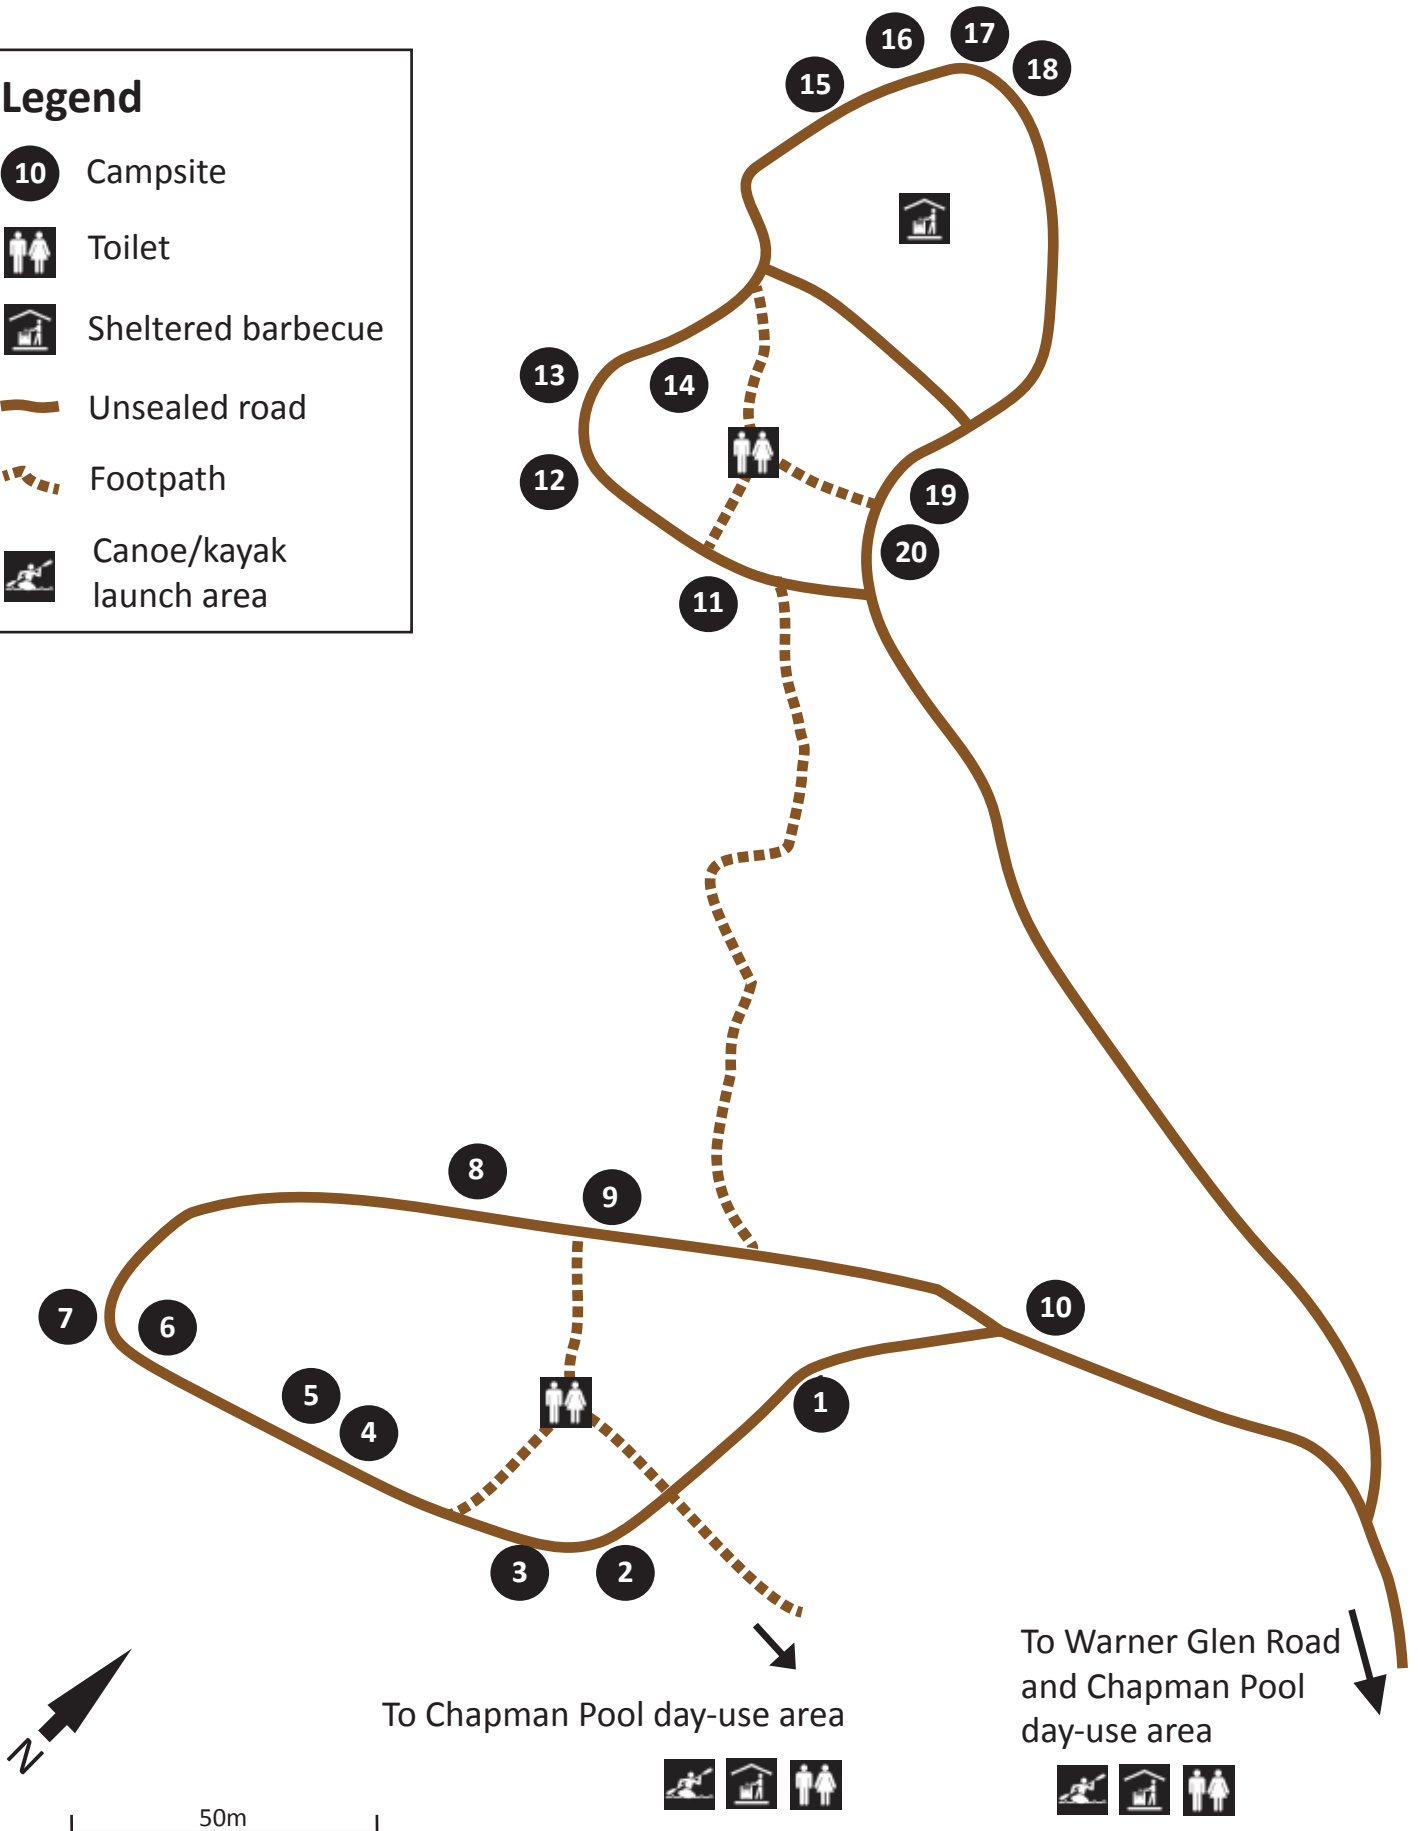 Legend
10 Campsite
Toilet
Sheltered barbecue
Unsealed road
Footpath
Canoe/kayak
launch area
17
16
18
15
13
14
12
19
20
11
8
9
10
7
6
5
1
4
3
2
To Warner Glen Road
and Chapman Pool
day-use area
To Chapman Pool day-use area
N
50m